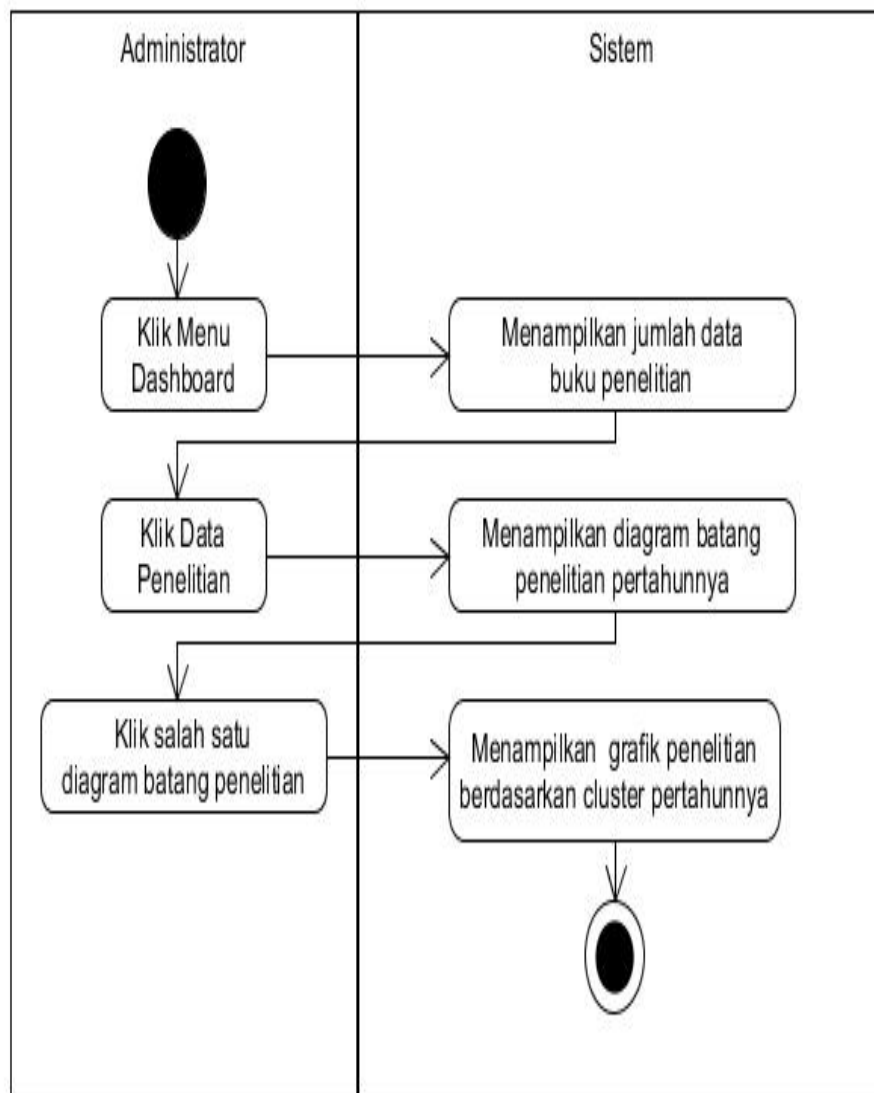 Administrator
Sistem
Klik Menu
Dashboard
Menampilkan jumlah data
buku penelitian
Klik Data
Penelitian
Menampilkan diagram batang
penelitian pertahunnya
Klik salah satu
diagram batang penelitian
Menampilkan grafik penelitian
berdasarkan cluster pertahunnya